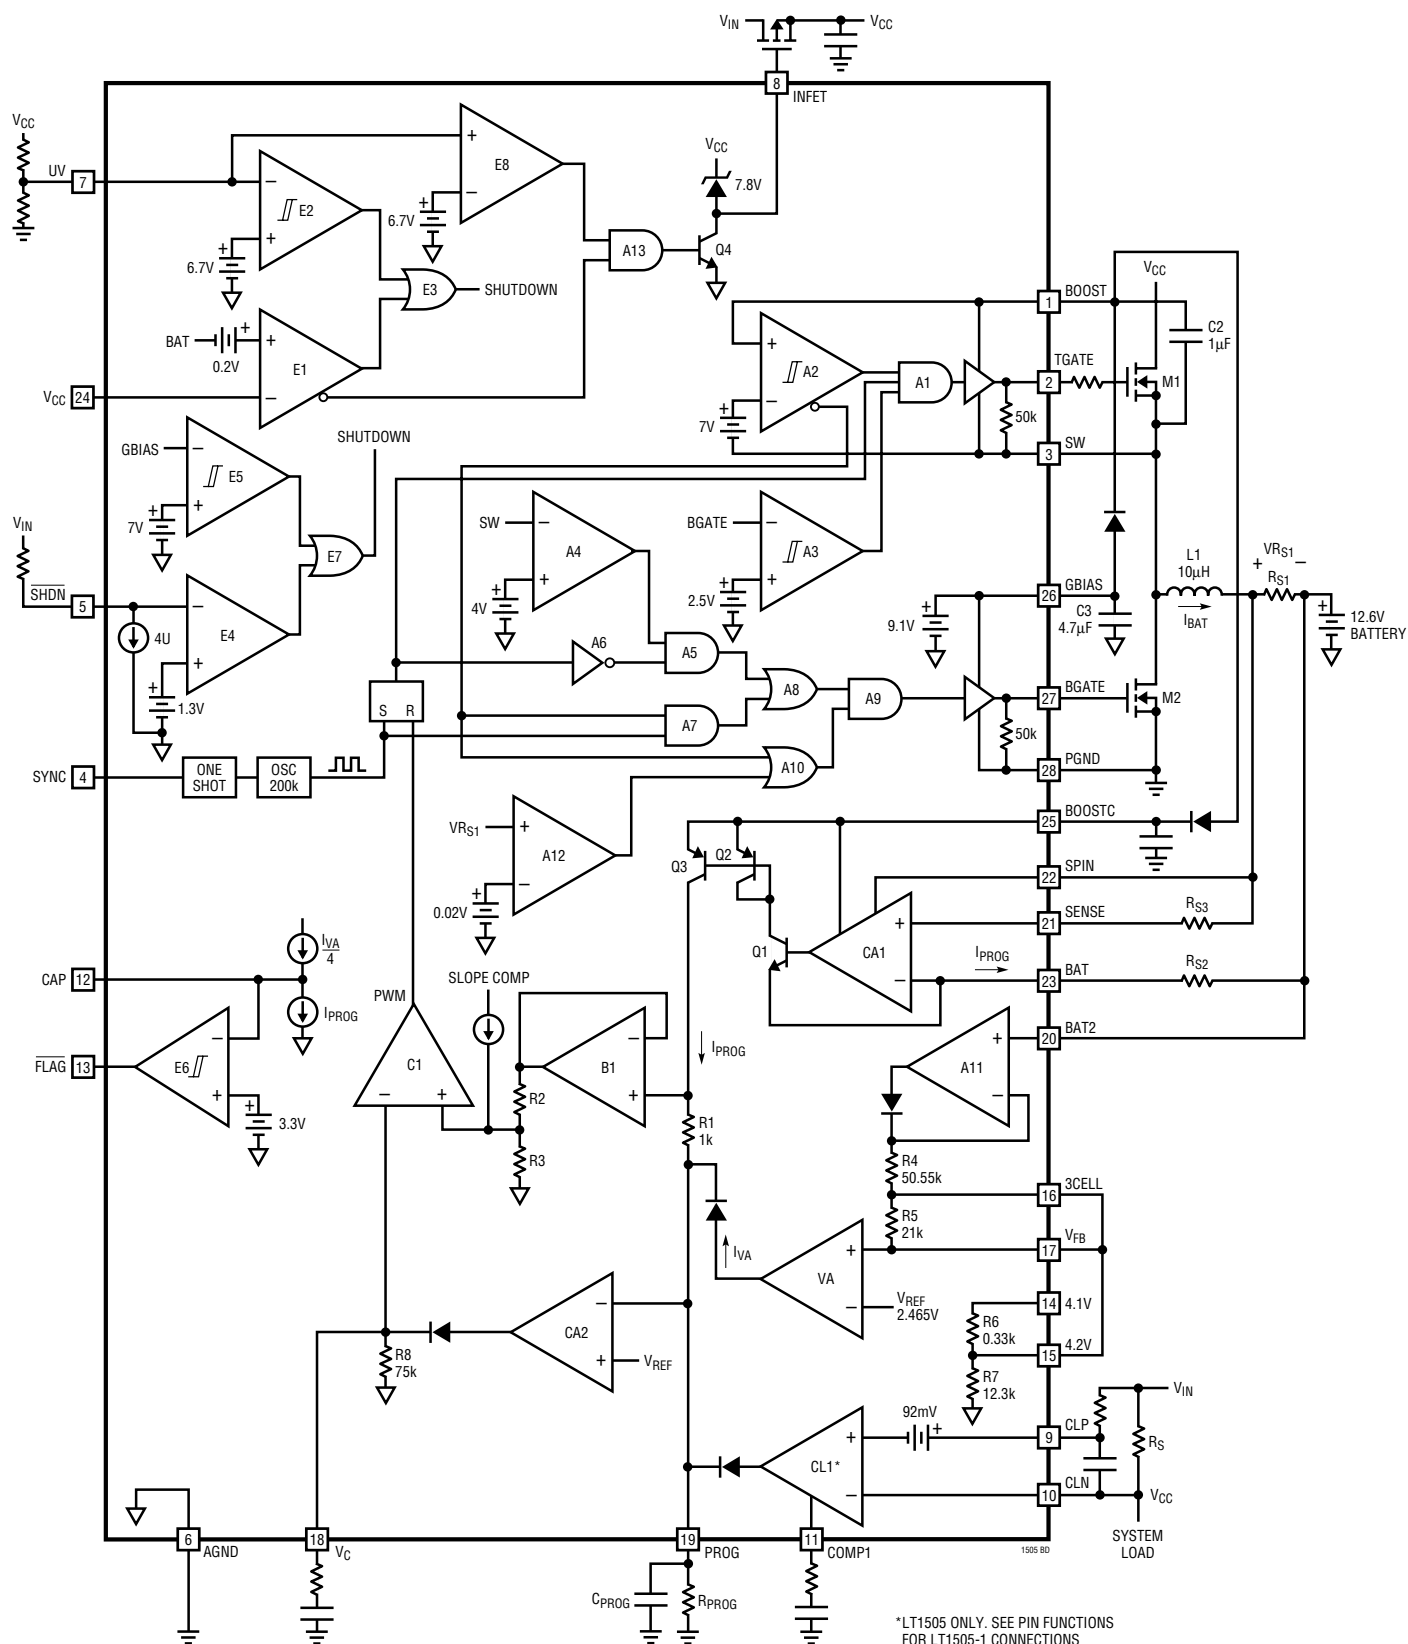 VIN
VCC
8
INFET
VCC
UV
7
E2
6.7V
E8
6.7V
VCC
7.8V
A13
Q4
E3
SHUTDOWN
BAT
0.2V
E1
VCC
24
GBIAS
E5
7V
SHUTDOWN
VIN
SHDN
5
4U
E4
E7
1.3V
SYNC
4
ONE
SHOT
OSC
200k
S
R
SW
A4
4V
A6
A5
A7
A8
A9
A10
A2
7V
A1
BGATE
A3
2.5V
1
BOOST
2
TGATE
50k
3
SW
VCC
C2
1µF
M1
L1
10µH
IBAT
VRS1
+ –
RS1
12.6V
BATTERY
26
GBIAS
9.1V
C3
4.7µF
27
BGATE
M2
50k
28
PGND
25
BOOSTC
22
SPIN
21
SENSE
RS3
23
BAT
RS2
20
BAT2
VRS1
A12
0.02V
Q3
Q2
Q1
CA1
IPROG
A11
IVA
4
CAP
12
IPROG
FLAG
13
E6
3.3V
PWM
C1
SLOPE COMP
B1
R2
R3
IPROG
R1
1k
R4
50.55k
R5
21k
16
3CELL
17
VFB
IVA
VA
VREF
2.465V
14
4.1V
R6
0.33k
15
4.2V
R7
12.3k
CA2
VREF
R8
75k
92mV
CL1*
9
CLP
10
CLN
VIN
RS
VCC
SYSTEM
LOAD
6
AGND
18
VC
19
PROG
11
COMP1
1505 BD
CPROG
RPROG
*LT1505 ONLY. SEE PIN FUNCTIONS
FOR LT1505-1 CONNECTIONS